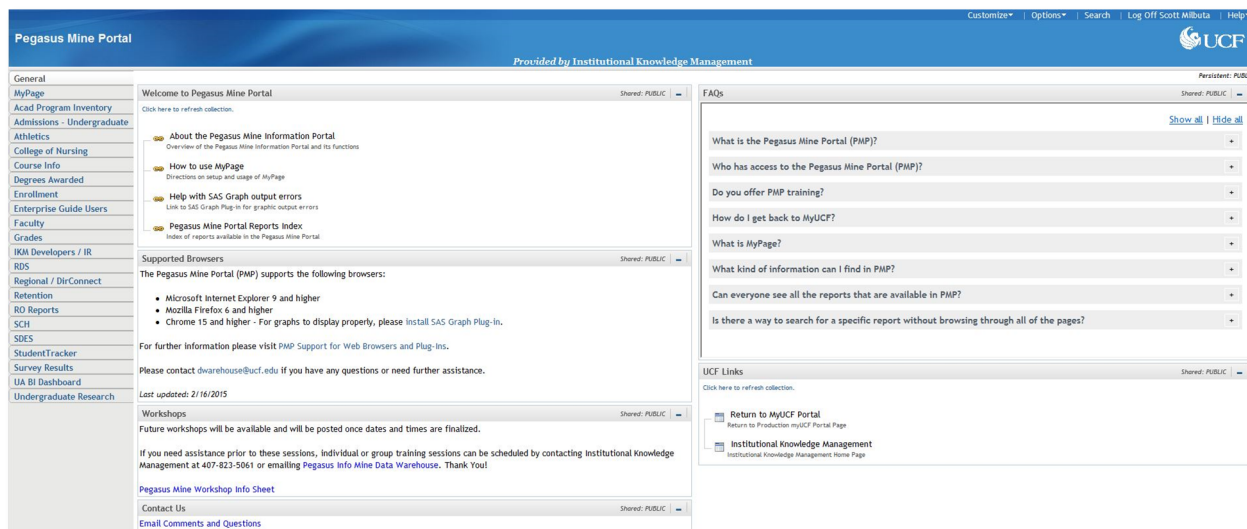 Customize | Options | Search | Log Off Scott Milbuta | Help
Pegasus Mine Portal
UCF
Provided by Institutional Knowledge Management
Persistent: PUBL
General
MyPage
Acad Program Inventory
Admissions - Undergraduate
Athletics
College of Nursing
Course Info
Degrees Awarded
Enrollment
Enterprise Guide Users
Faculty
Grades
IKM Developers / IR
RDS
Regional / DirConnect
Retention
RO Reports
SCH
SDES
StudentTracker
Survey Results
UA BI Dashboard
Undergraduate Research
Welcome to Pegasus Mine Portal Shared: PUBLIC
Click here to refresh collection.
About the Pegasus Mine Information Portal
Overview of the Pegasus Mine Information Portal and its functions
How to use MyPage
Directions on setup and usage of MyPage
Help with SAS Graph output errors
Link to SAS Graph Plug-in for graphic output errors
Pegasus Mine Portal Reports Index
Index of reports available in the Pegasus Mine Portal
Supported Browsers Shared: PUBLIC
The Pegasus Mine Portal (PMP) supports the following browsers:
• Microsoft Internet Explorer 9 and higher
• Mozilla Firefox 6 and higher
• Chrome 15 and higher - For graphs to display properly, please install SAS Graph Plug-in.
For further information please visit PMP Support for Web Browsers and Plug-Ins.
Please contact dwarehouse@ucf.edu if you have any questions or need further assistance.
Last updated: 2/16/2015
Workshops Shared: PUBLIC
Future workshops will be available and will be posted once dates and times are finalized.
If you need assistance prior to these sessions, individual or group training sessions can be scheduled by contacting Institutional Knowledge
Management at 407-823-5061 or emailing Pegasus Info Mine Data Warehouse. Thank You!
Pegasus Mine Workshop Info Sheet
Contact Us Shared: PUBLIC
Email Comments and Questions
FAQs Shared: PUBLIC
Show all | Hide all
What is the Pegasus Mine Portal (PMP)? +
Who has access to the Pegasus Mine Portal (PMP)? +
Do you offer PMP training? +
How do I get back to MyUCF? +
What is MyPage? +
What kind of information can I find in PMP? +
Can everyone see all the reports that are available in PMP? +
Is there a way to search for a specific report without browsing through all of the pages? +
UCF Links Shared: PUBLIC
Click here to refresh collection.
Return to MyUCF Portal
Return to Production myUCF Portal Page
Institutional Knowledge Management
Institutional Knowledge Management Home Page